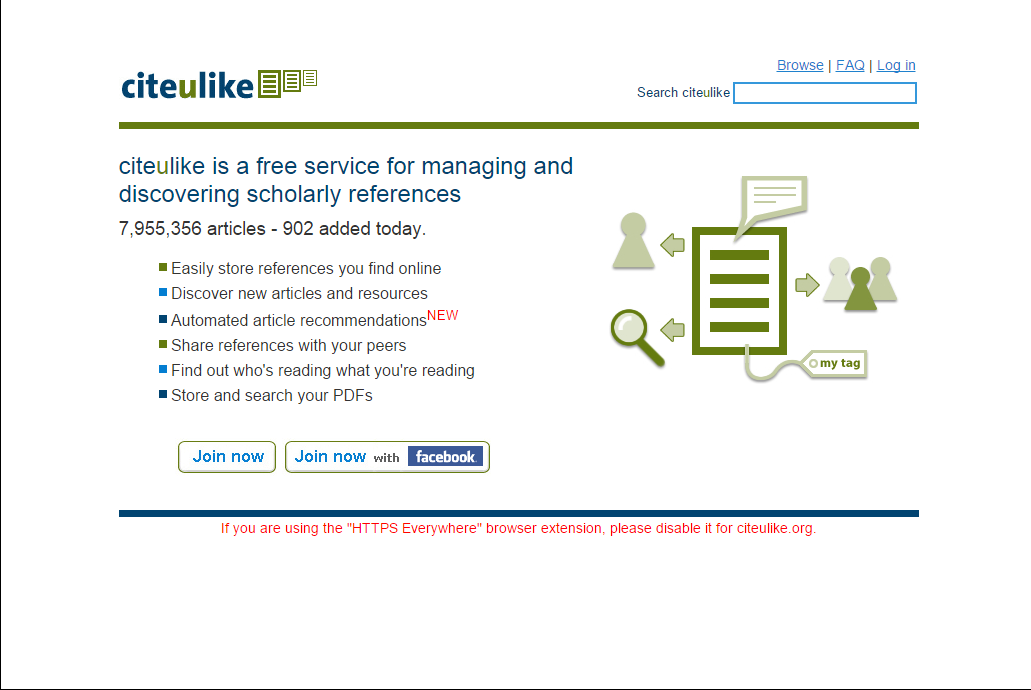 citeulike
Browse | FAQ | Log in
Search citeulike
citeulike is a free service for managing and
discovering scholarly references
7,955,356 articles - 902 added today.
Easily store references you find online
Discover new articles and resources
Automated article recommendationsNEW
Share references with your peers
Find out who's reading what you're reading
Store and search your PDFs
my tag
Join now
Join now with facebook
If you are using the "HTTPS Everywhere" browser extension, please disable it for citeulike.org.